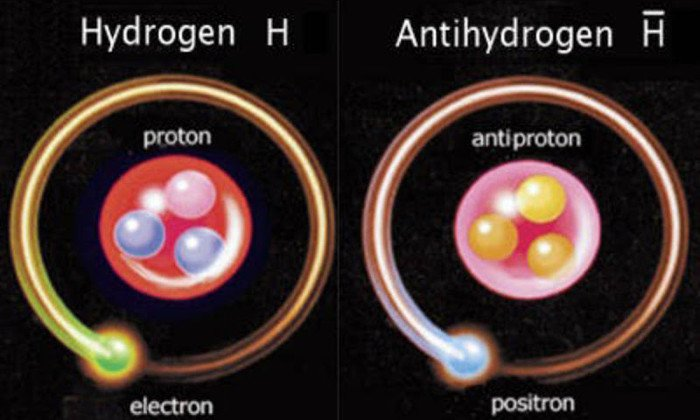 Hydrogen H
proton
electron
Antihydrogen H̅
antiproton
positron